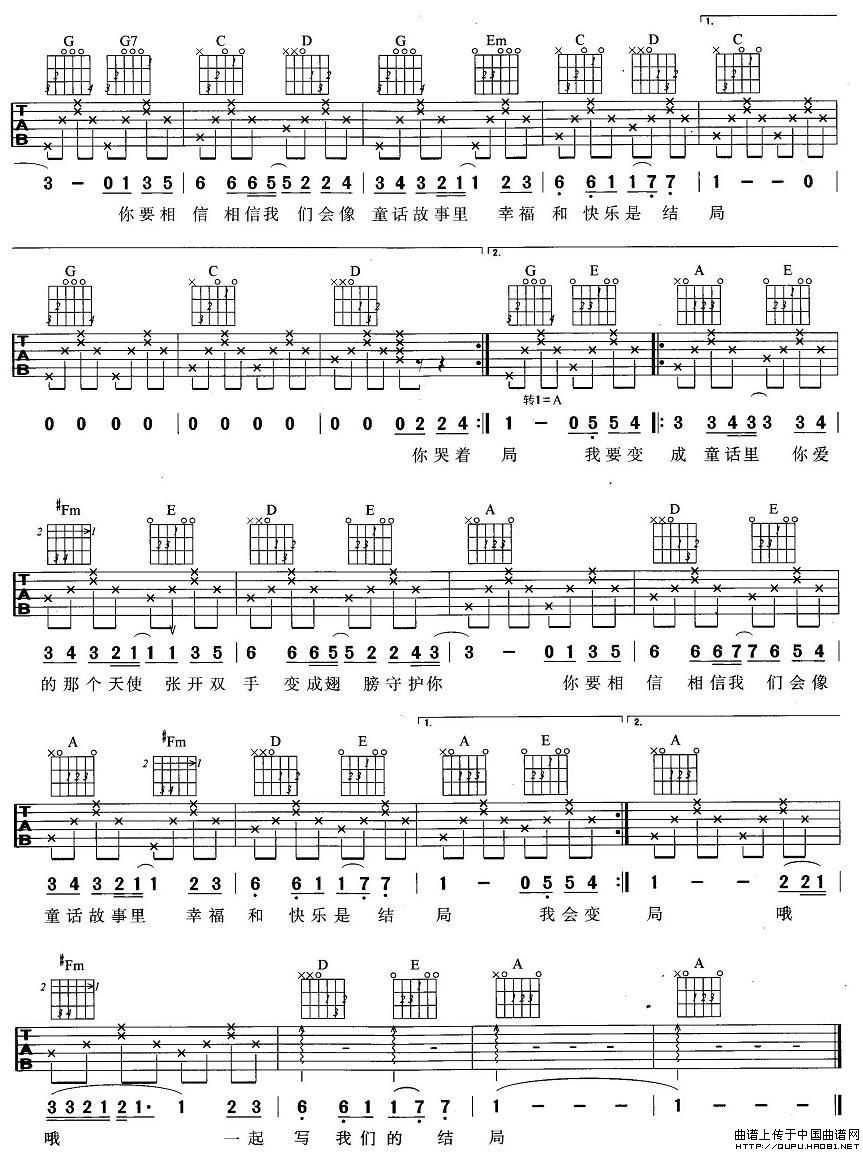 1.
G G7 C D G Em C D C
T A B
3 - 0 1 3 5 | 6 6 6 5 5 2 2 4 | 3 4 3 2 1 1 2 3 | 6 6 1 1 7 7 | 1 - - 0 |
你要相 信 相信我 们会像 童话故事里 幸福 和 快乐是 结 局
2.
G C D G E A E
T A B
转1=A
0 0 0 0 | 0 0 0 0 | 0 0 0 2 2 4 :‖ 1 - 0 5 5 4 ‖: 3 3 4 3 3 3 4 |
你哭着 局 我要变 成 童话里 你爱
#Fm E D E A D E
2 1
T A B
3 4 3 2 1 1 1 3 5 | 6 6 6 5 5 2 2 4 3 | 3 - 0 1 3 5 | 6 6 6 7 7 6 5 4 |
的那个天使 张开双 手 变成翅 膀守护你 你要相 信 相信我 们会像
1. 2.
A #Fm D E A E A
2 1
T A B
3 4 3 2 1 1 2 3 | 6 6 1 1 7 7 | 1 - 0 5 5 4 :‖ 1 - - 2 2 1 |
童话故事里 幸福 和 快乐是 结 局 我会变 局 哦
#Fm D E A A
2 1
T A B
3 3 2 1 2 1· 1 2 3 | 6 6 1 1 7 7 | 1 - - - | 1 - - - ‖
哦 一起 写 我们的 结局
曲谱上传于中国曲谱网
HTTP://QUPU.HAO81.NET